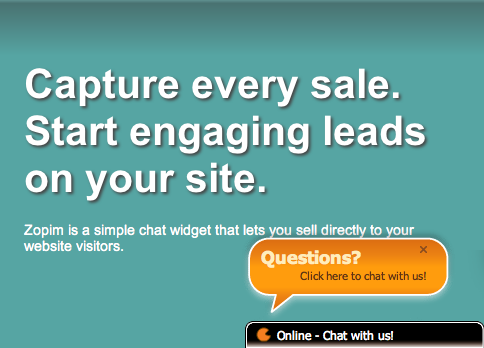 Capture every sale.
Start engaging leads
on your site.
Zopim is a simple chat widget that lets you sell directly to your
website visitors.
Questions?
Click here to chat with us!
Online - Chat with us!